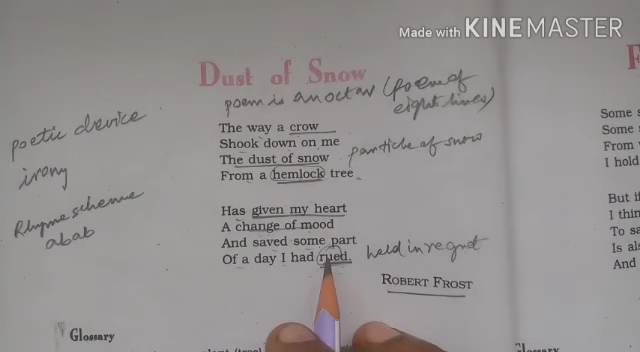 Made with KINEMASTER
Dust of Snow
poem is an octav (poem of
eight lines)
poetic device
irony
Rhyme scheme
abab
The way a crow
Shook down on me
The dust of snow
particle of snow
From a hemlock tree
Has given my heart
A change of mood
And saved some part
Of a day I had rued.
held in regret
ROBERT FROST
Glossary
F
Some s
Some s
From
I hold
But if
I thin
To sa
Is als
And
Glossary